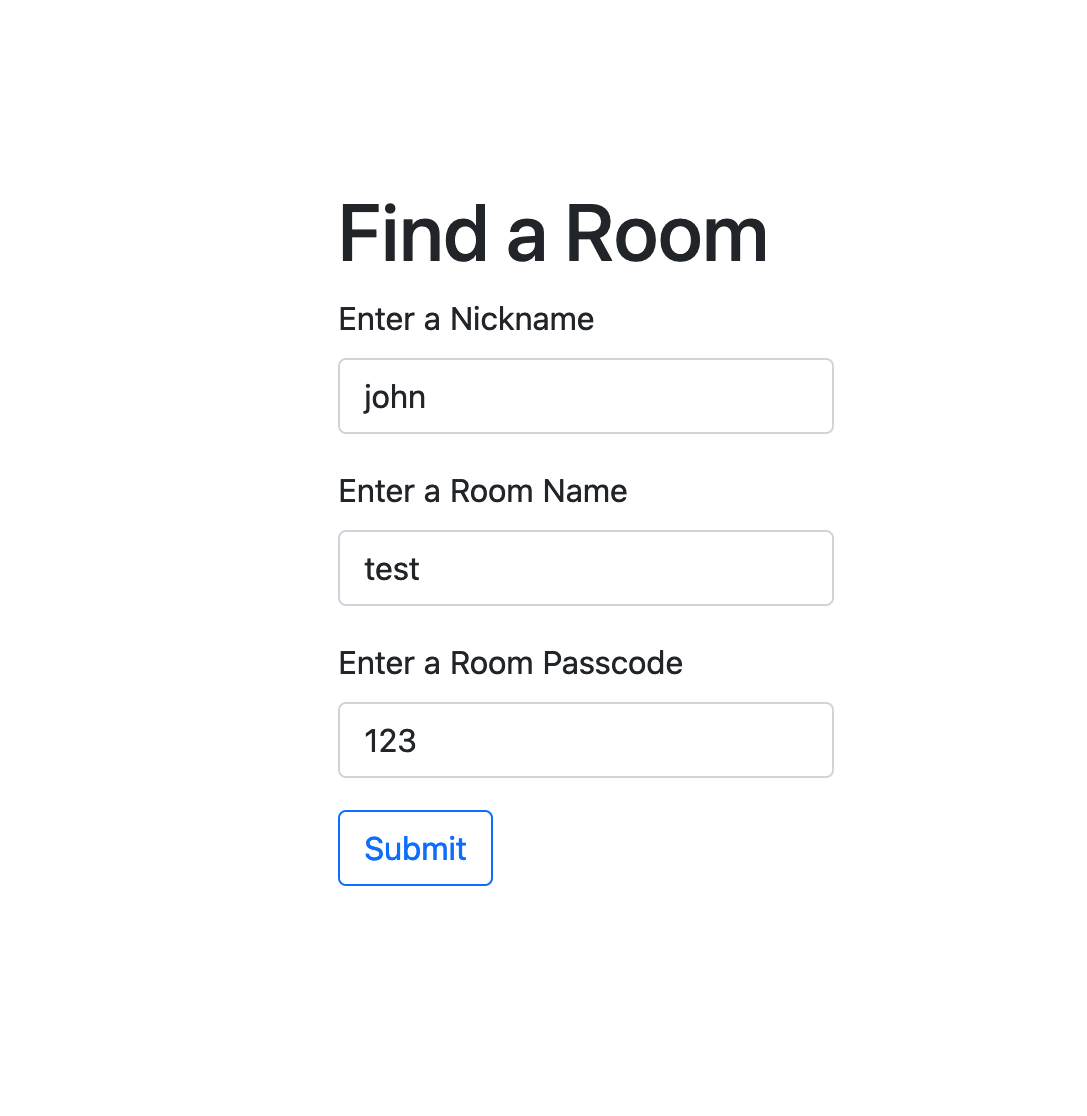 Find a Room
Enter a Nickname
john
Enter a Room Name
test
Enter a Room Passcode
123
Submit